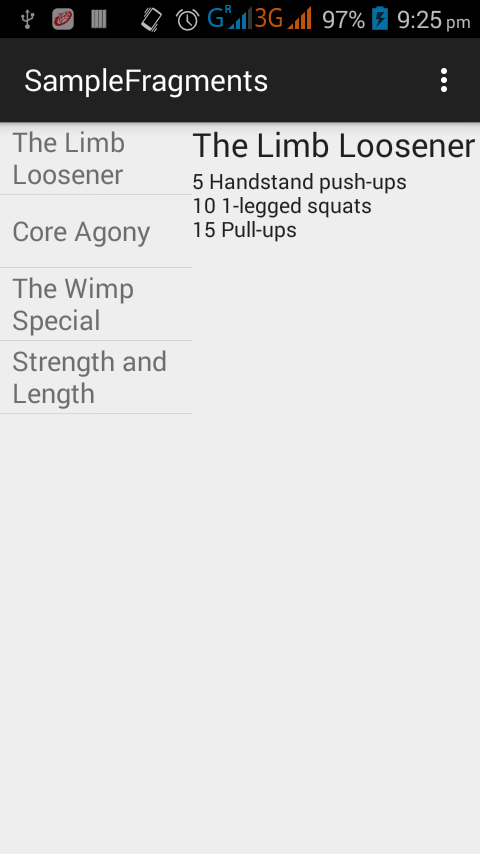 G R 3G 97% 9:25 pm
SampleFragments
The Limb
Loosener
Core Agony
The Wimp
Special
Strength and
Length
The Limb Loosener
5 Handstand push-ups
10 1-legged squats
15 Pull-ups